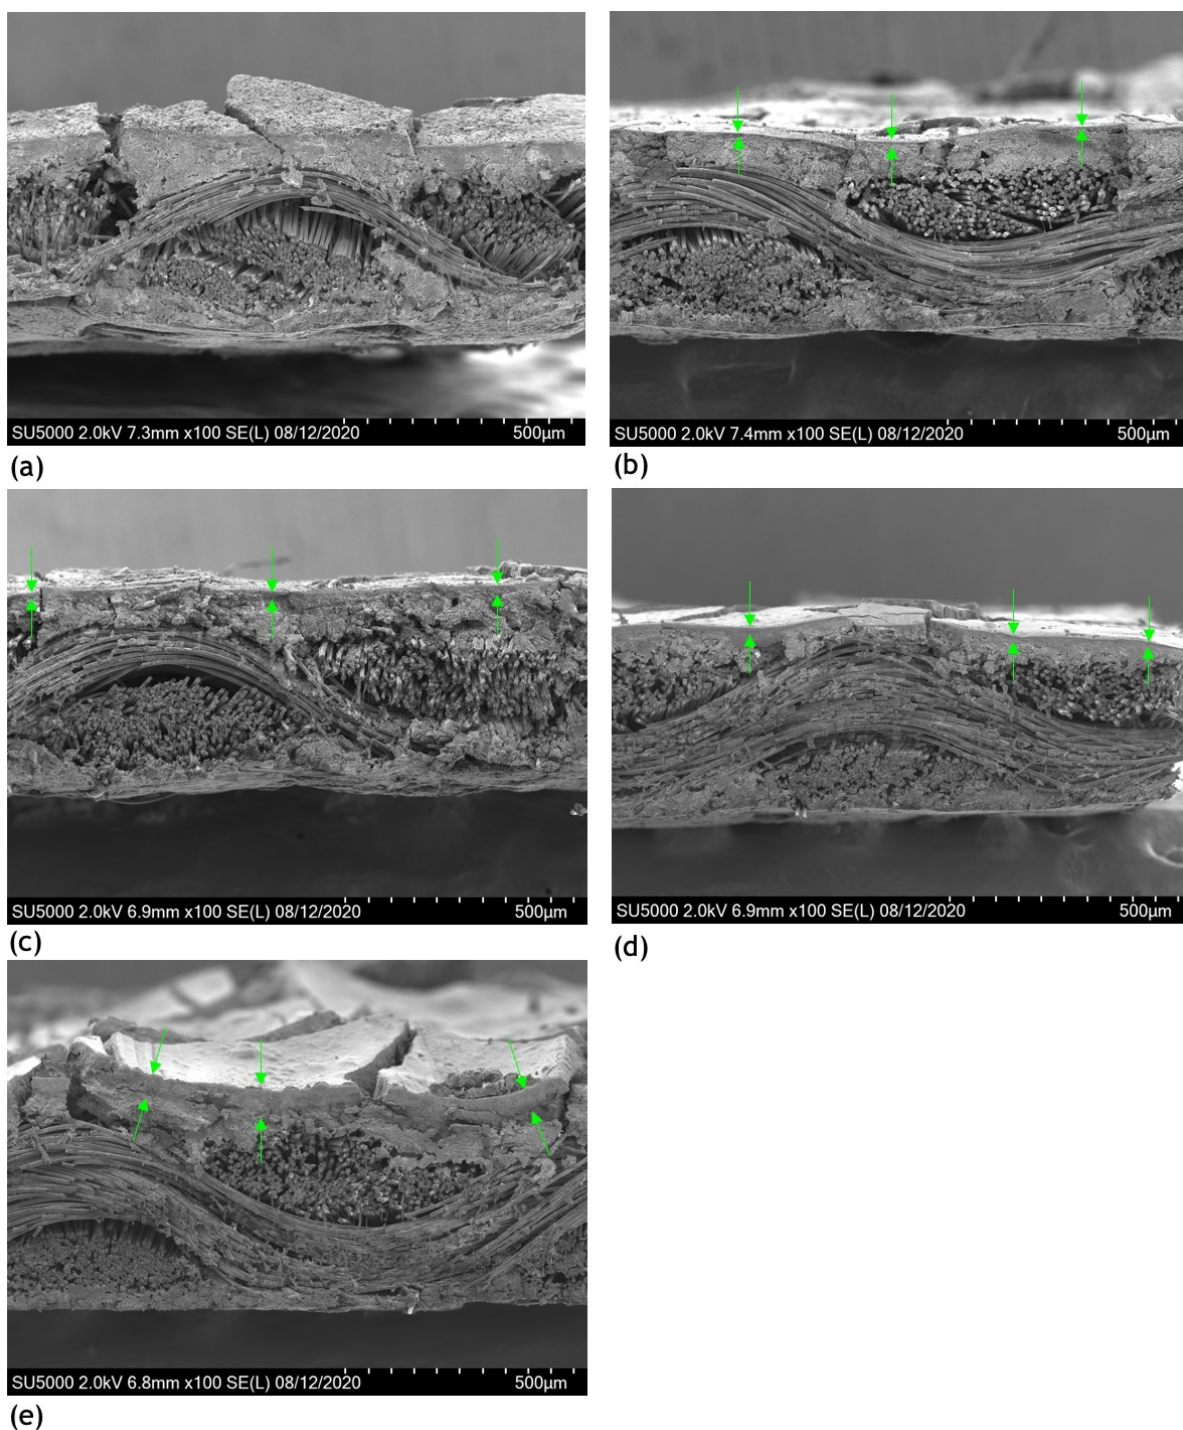 SU5000 2.0kV 7.3mm x100 SE(L) 08/12/2020 500µm
(a)
SU5000 2.0kV 7.4mm x100 SE(L) 08/12/2020 500µm
(b)
SU5000 2.0kV 6.9mm x100 SE(L) 08/12/2020 500µm
(c)
SU5000 2.0kV 6.9mm x100 SE(L) 08/12/2020 500µm
(d)
SU5000 2.0kV 6.8mm x100 SE(L) 08/12/2020 500µm
(e)